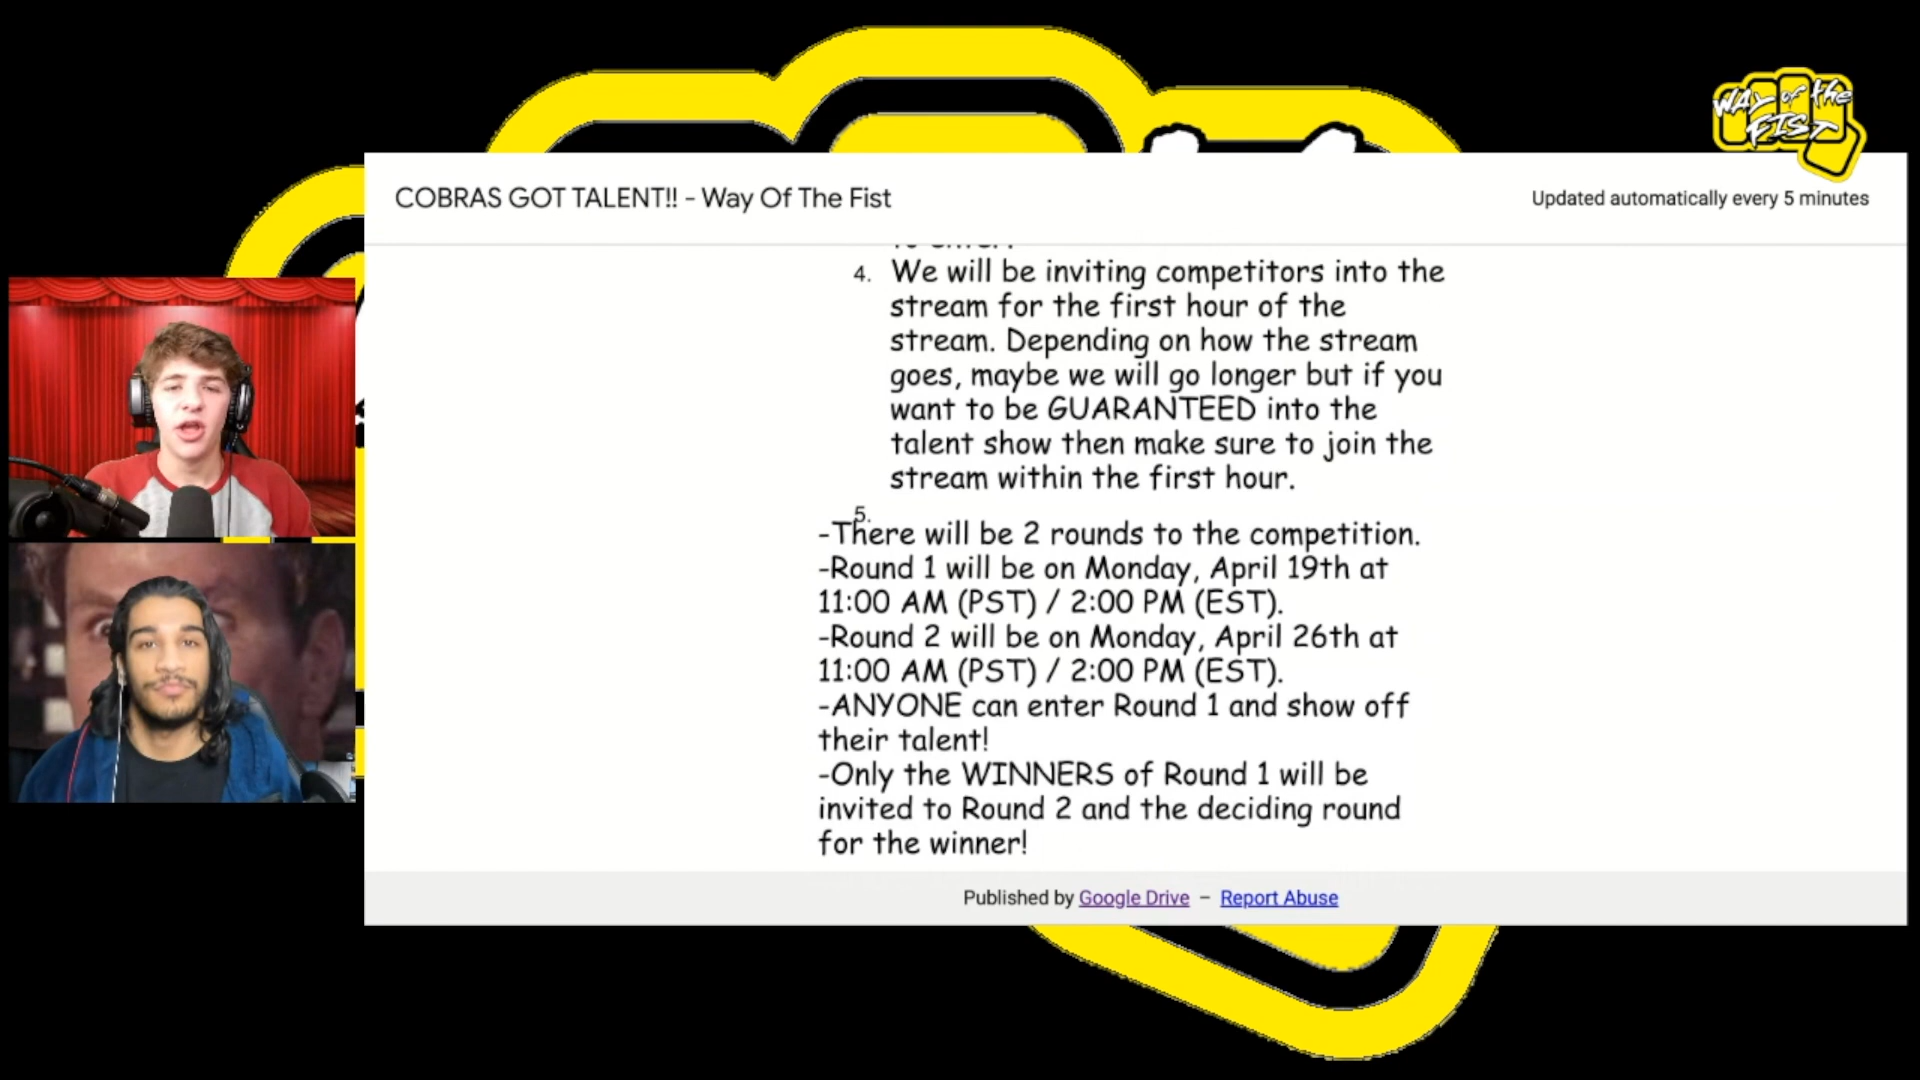 WAY of the
FIST
COBRAS GOT TALENT!! - Way Of The Fist
Updated automatically every 5 minutes
to enter.
4. We will be inviting competitors into the
stream for the first hour of the
stream. Depending on how the stream
goes, maybe we will go longer but if you
want to be GUARANTEED into the
talent show then make sure to join the
stream within the first hour.
5.
-There will be 2 rounds to the competition.
-Round 1 will be on Monday, April 19th at
11:00 AM (PST) / 2:00 PM (EST).
-Round 2 will be on Monday, April 26th at
11:00 AM (PST) / 2:00 PM (EST).
-ANYONE can enter Round 1 and show off
their talent!
-Only the WINNERS of Round 1 will be
invited to Round 2 and the deciding round
for the winner!
Published by Google Drive – Report Abuse